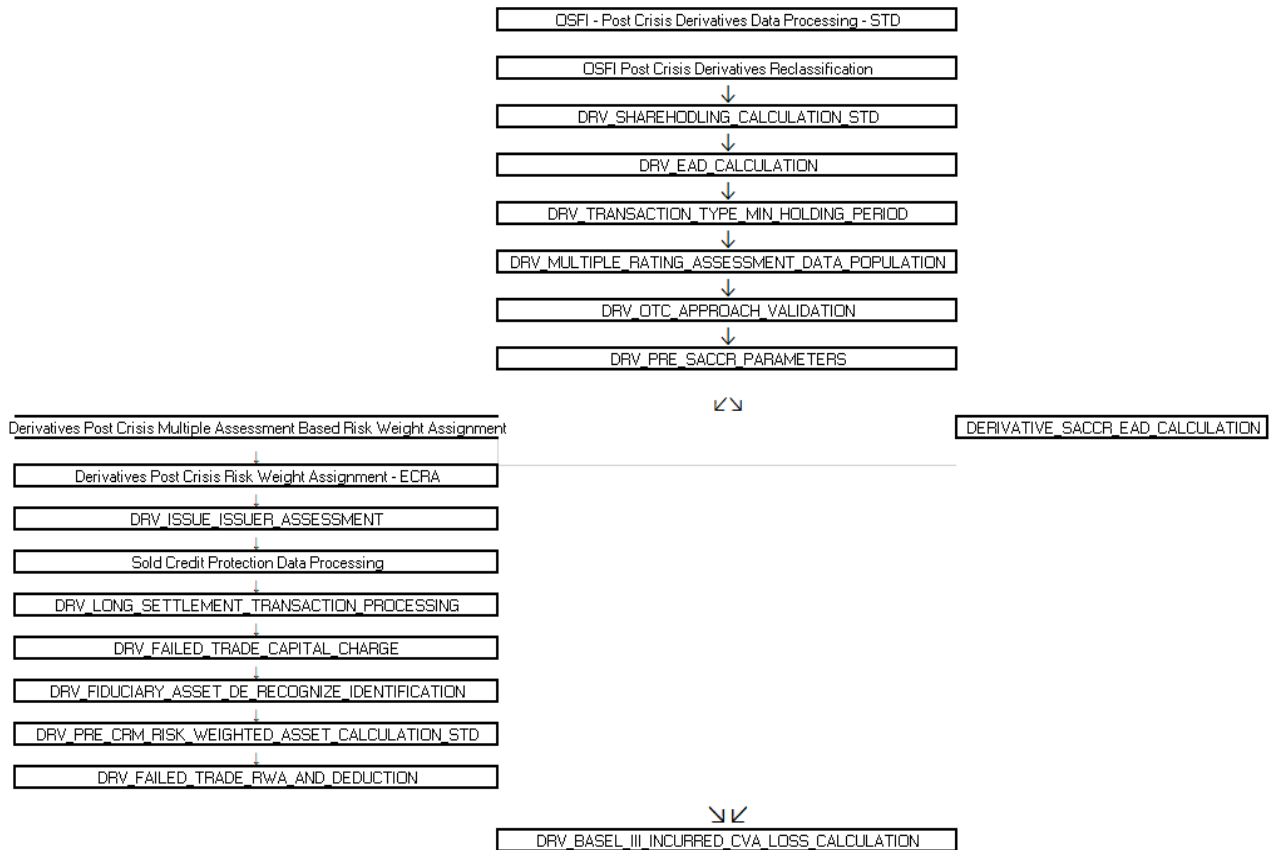 OSFI - Post Crisis Derivatives Data Processing - STD
OSFI Post Crisis Derivatives Reclassification
DRV_SHAREHODLING_CALCULATION_STD
DRV_EAD_CALCULATION
DRV_TRANSACTION_TYPE_MIN_HOLDING_PERIOD
DRV_MULTIPLE_RATING_ASSESSMENT_DATA_POPULATION
DRV_OTC_APPROACH_VALIDATION
DRV_PRE_SACCR_PARAMETERS
Derivatives Post Crisis Multiple Assessment Based Risk Weight Assignment
DERIVATIVE_SACCR_EAD_CALCULATION
Derivatives Post Crisis Risk Weight Assignment - ECRA
DRV_ISSUE_ISSUER_ASSESSMENT
Sold Credit Protection Data Processing
DRV_LONG_SETTLEMENT_TRANSACTION_PROCESSING
DRV_FAILED_TRADE_CAPITAL_CHARGE
DRV_FIDUCIARY_ASSET_DE_RECOGNIZE_IDENTIFICATION
DRV_PRE_CRM_RISK_WEIGHTED_ASSET_CALCULATION_STD
DRV_FAILED_TRADE_RWA_AND_DEDUCTION
DRV_BASEL_III_INCURRED_CVA_LOSS_CALCULATION